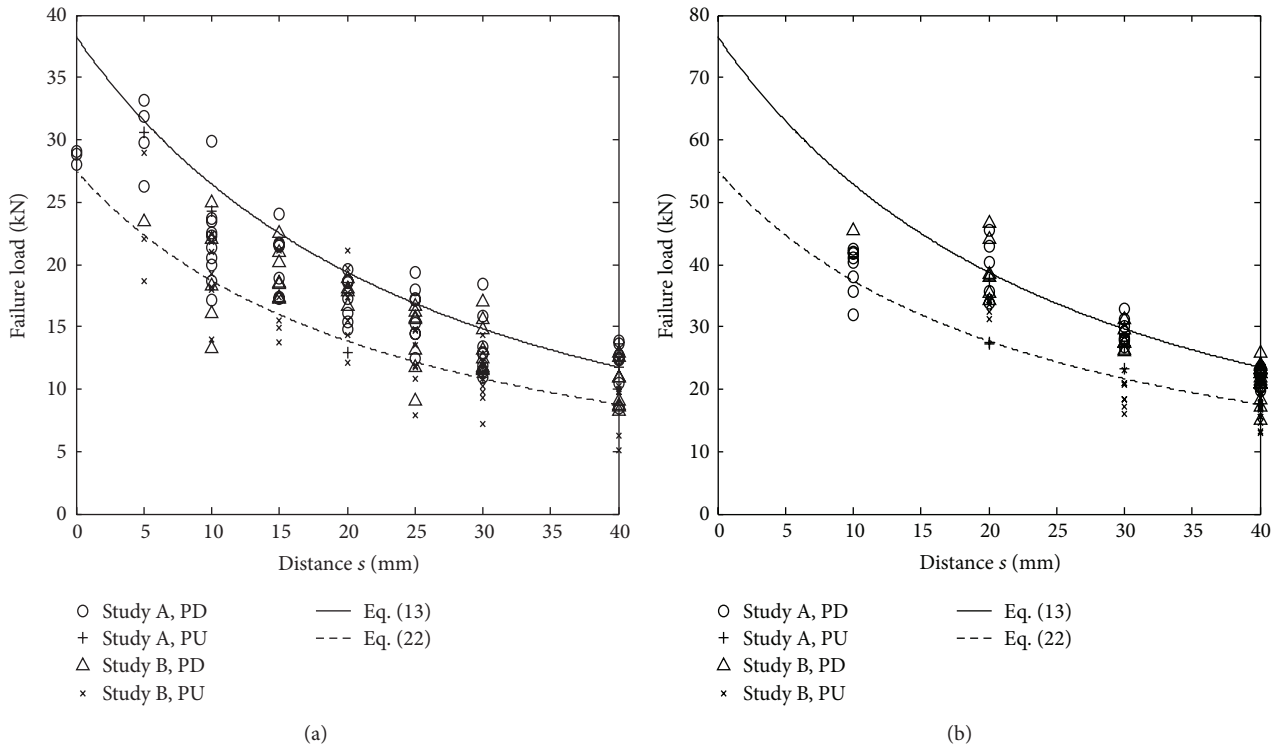 40
35
30
25
20
15
10
5
0
Failure load (kN)
0 5 10 15 20 25 30 40
Distance s (mm)
Study A, PD
Study A, PU
Study B, PD
Study B, PU
Eq. (13)
Eq. (22)
(a)
80
70
60
50
40
30
20
10
0
Failure load (kN)
0 5 10 15 20 25 30 35 40
Distance s (mm)
Study A, PD
Study A, PU
Study B, PD
Study B, PU
Eq. (13)
Eq. (22)
(b)